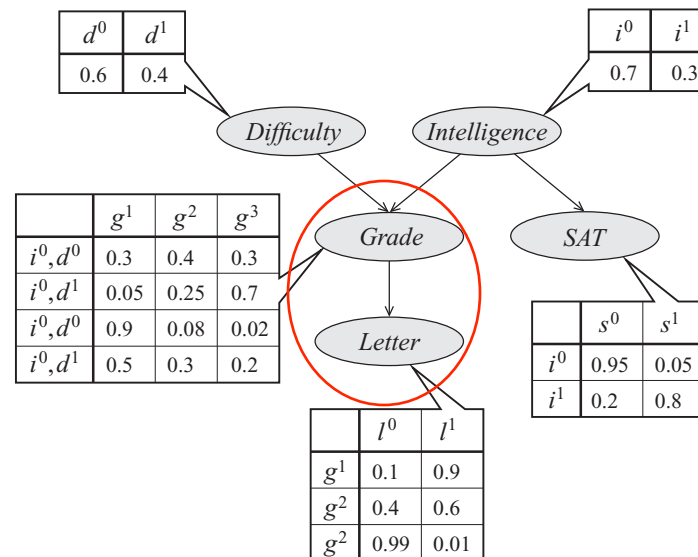 d⁰ d¹
0.6 0.4
i⁰ i¹
0.7 0.3
Difficulty
Intelligence
g¹ g² g³
i⁰,d⁰ 0.3 0.4 0.3
i⁰,d¹ 0.05 0.25 0.7
i⁰,d⁰ 0.9 0.08 0.02
i⁰,d¹ 0.5 0.3 0.2
Grade
SAT
Letter
s⁰ s¹
i⁰ 0.95 0.05
i¹ 0.2 0.8
l⁰ l¹
g¹ 0.1 0.9
g² 0.4 0.6
g² 0.99 0.01